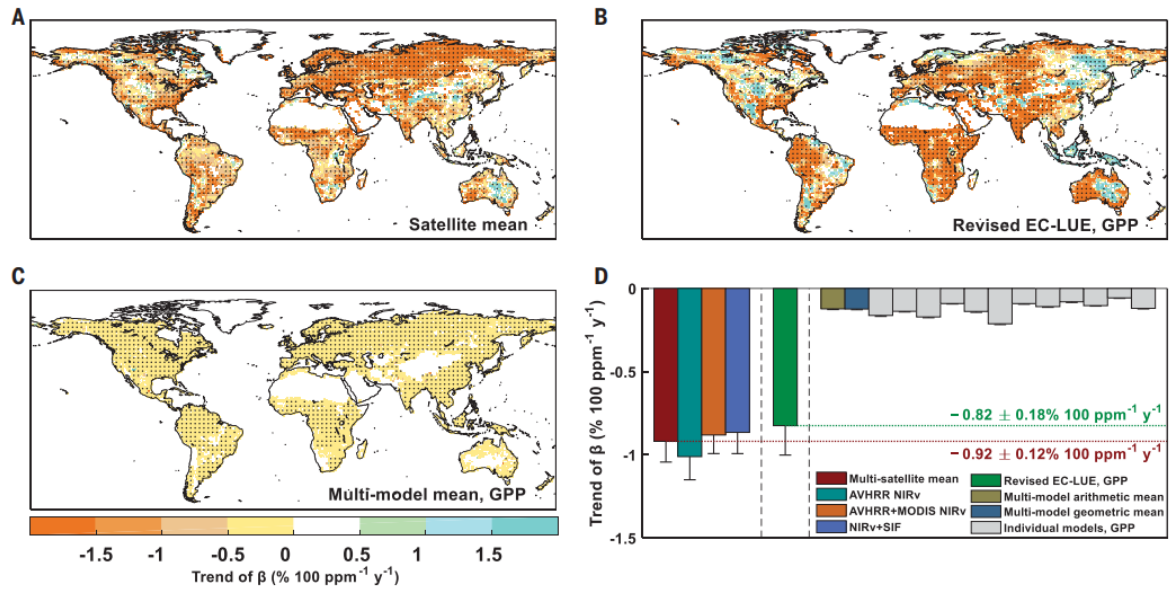 A
Satellite mean
B
Revised EC-LUE, GPP
C
Multi-model mean, GPP
-1.5 -1 -0.5 0 0.5 1 1.5
Trend of β (% 100 ppm⁻¹ y⁻¹)
D
0
-0.5
-1
-1.5
Trend of β (% 100 ppm⁻¹ y⁻¹)
− 0.82 ± 0.18% 100 ppm⁻¹ y⁻¹
− 0.92 ± 0.12% 100 ppm⁻¹ y⁻¹
Multi-satellite mean
AVHRR NIRv
AVHRR+MODIS NIRv
NIRv+SIF
Revised EC-LUE, GPP
Multi-model arithmetic mean
Multi-model geometric mean
Individual models, GPP